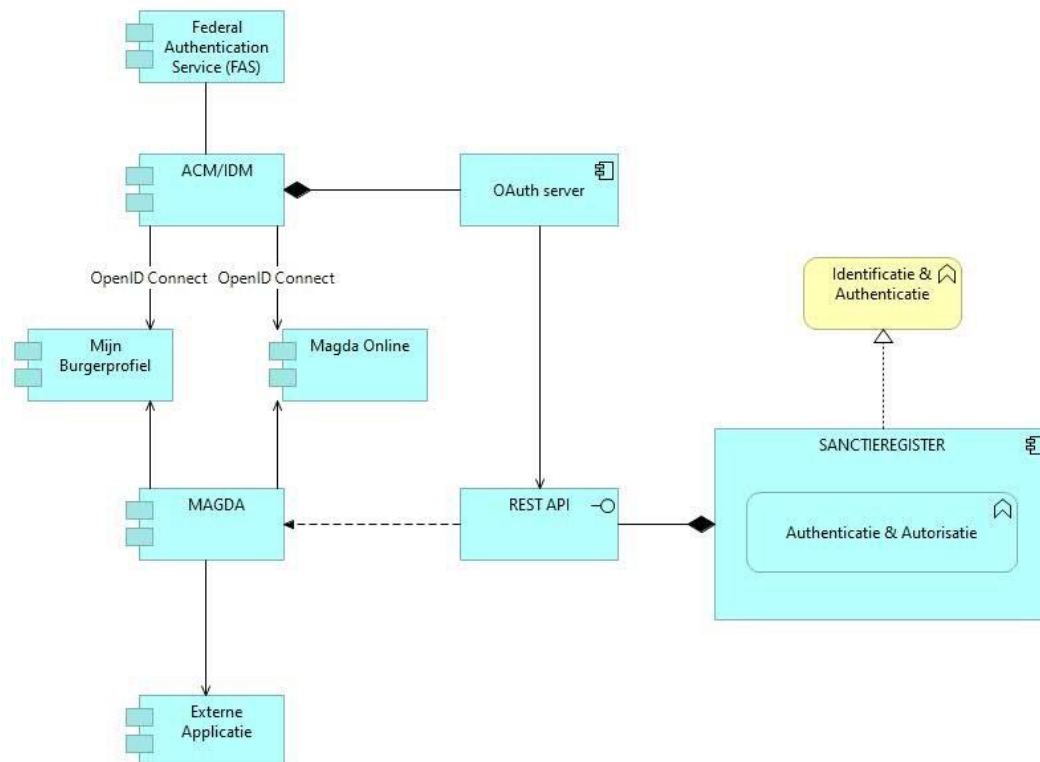 Federal
Authentication
Service (FAS)
ACM/IDM
OAuth server
OpenID Connect
OpenID Connect
Identificatie &
Authenticatie
Mijn
Burgerprofiel
Magda Online
SANCTIEREGISTER
MAGDA
REST API
Authenticatie & Autorisatie
Externe
Applicatie